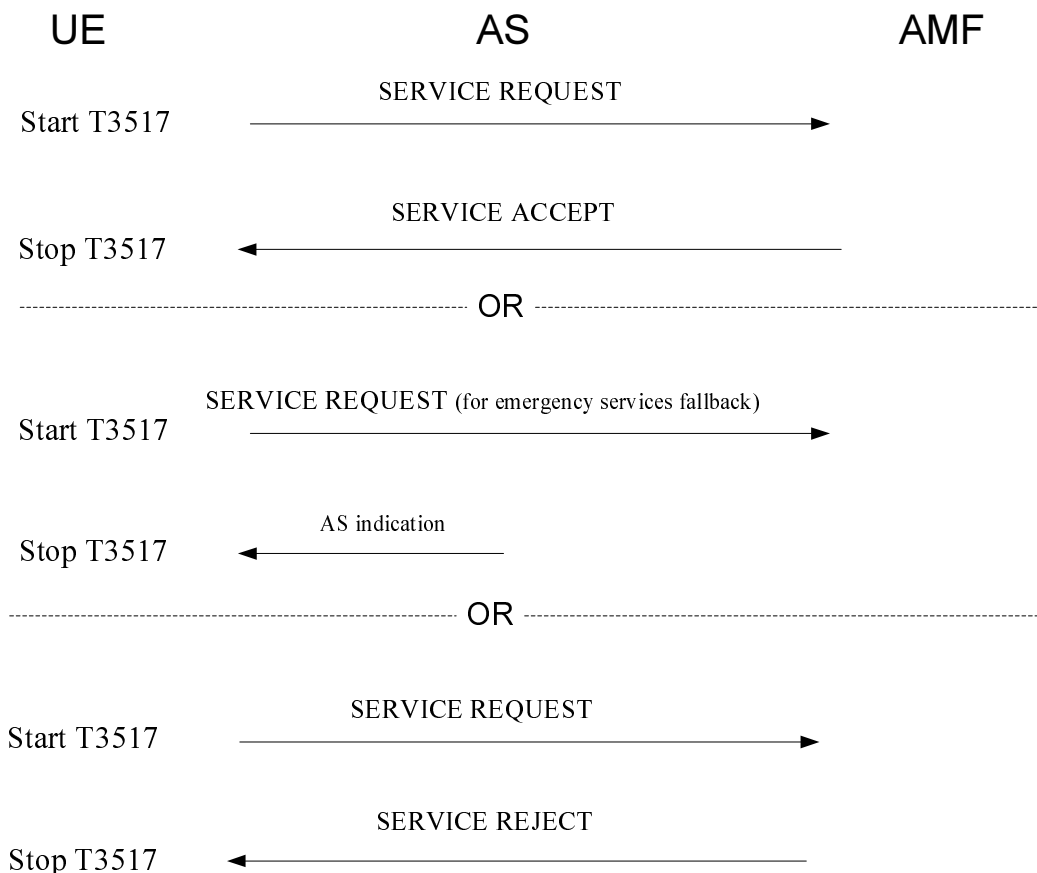 UE AS AMF
SERVICE REQUEST
Start T3517
SERVICE ACCEPT
Stop T3517
OR
SERVICE REQUEST (for emergency services fallback)
Start T3517
AS indication
Stop T3517
OR
SERVICE REQUEST
Start T3517
SERVICE REJECT
Stop T3517